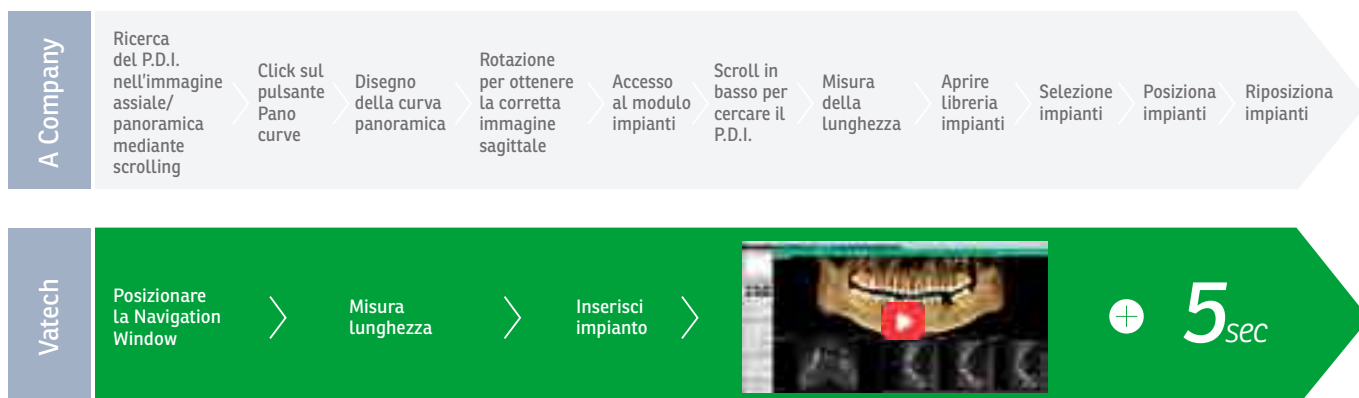 A Company
Ricerca
del P.D.I.
nell'immagine
assiale/
panoramica
mediante
scrolling
Click sul
pulsante
Pano
curve
Disegno
della curva
panoramica
Rotazione
per ottenere
la corretta
immagine
sagittale
Accesso
al modulo
impianti
Scroll in
basso per
cercare il
P.D.I.
Misura
della
lunghezza
Aprire
libreria
impianti
Selezione
impianti
Posiziona
impianti
Riposiziona
impianti
Vatech
Posizionare
la Navigation
Window
Misura
lunghezza
Inserisci
impianto
5sec